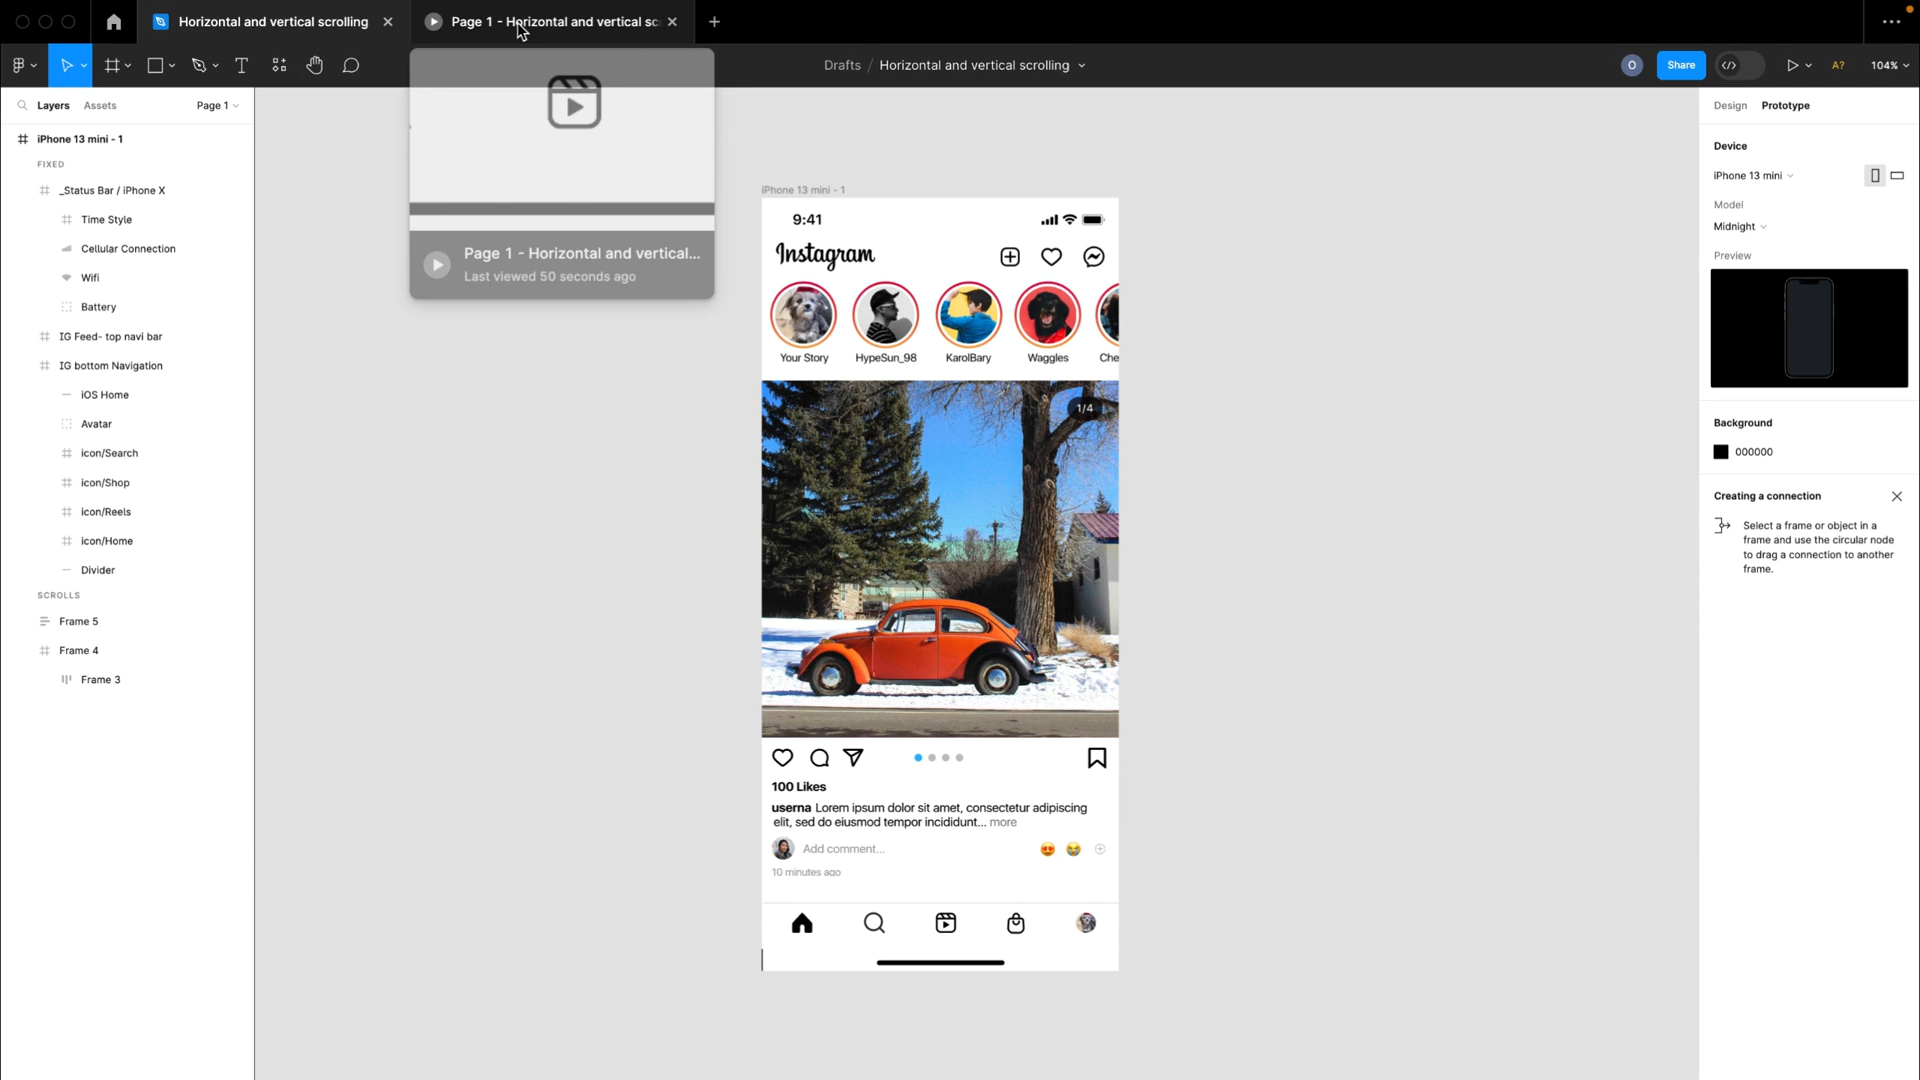 Horizontal and vertical scrolling
Page 1 - Horizontal and vertical sc
T
Drafts / Horizontal and vertical scrolling
O
Share
A?
104%
Layers
Assets
Page 1
iPhone 13 mini - 1
FIXED
_Status Bar / iPhone X
Time Style
Cellular Connection
Wifi
Battery
IG Feed- top navi bar
IG bottom Navigation
iOS Home
Avatar
icon/Search
icon/Shop
icon/Reels
icon/Home
Divider
SCROLLS
Frame 5
Frame 4
Frame 3
Page 1 - Horizontal and vertical...
Last viewed 50 seconds ago
iPhone 13 mini - 1
9:41
Instagram
Your Story
HypeSun_98
KarolBary
Waggles
Che
1/4
100 Likes
userna Lorem ipsum dolor sit amet, consectetur adipiscing
elit, sed do eiusmod tempor incididunt... more
Add comment...
10 minutes ago
Design
Prototype
Device
iPhone 13 mini
Model
Midnight
Preview
Background
000000
Creating a connection
Select a frame or object in a
frame and use the circular node
to drag a connection to another
frame.